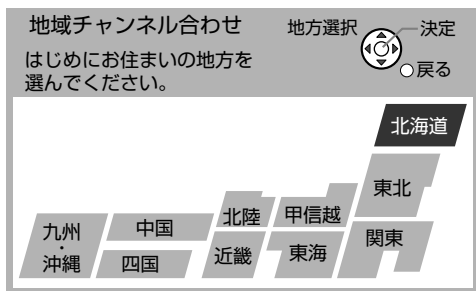 地域チャンネル合わせ
地方選択
決定
戻る
はじめにお住まいの地方を
選んでください。
北海道
東北
北陸
甲信越
関東
九州
・
沖縄
中国
近畿
東海
四国